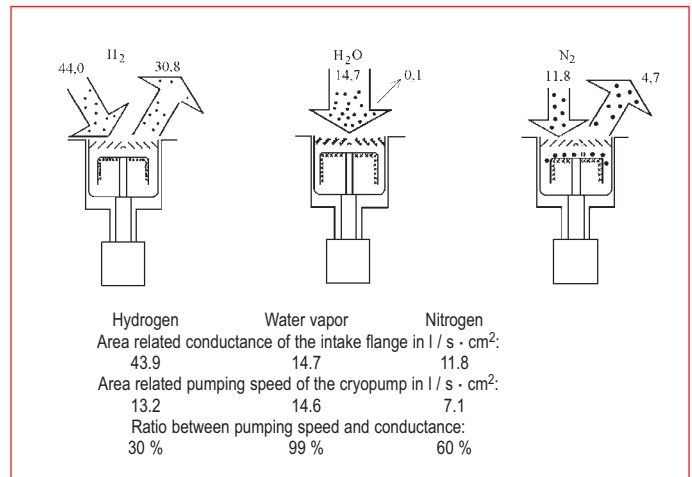 H₂
44,0
30,8
H₂O
14,7
0,1
N₂
11.8
4,7
Hydrogen Water vapor Nitrogen
Area related conductance of the intake flange in l / s · cm²:
43.9 14.7 11.8
Area related pumping speed of the cryopump in l / s · cm²:
13.2 14.6 7.1
Ratio between pumping speed and conductance:
30 % 99 % 60 %